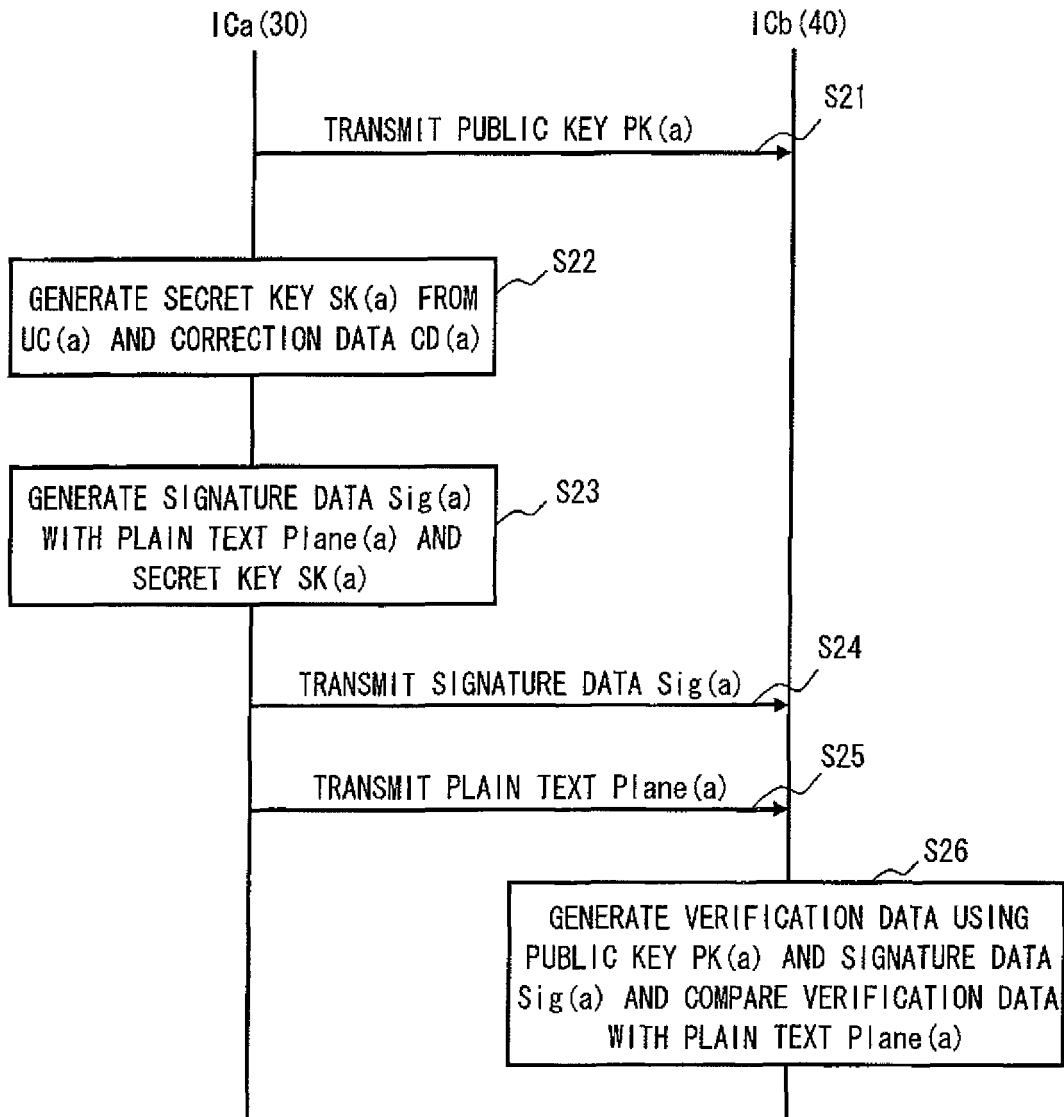 ICa(30)
ICb(40)
S21
TRANSMIT PUBLIC KEY PK(a)
S22
GENERATE SECRET KEY SK(a) FROM
UC(a) AND CORRECTION DATA CD(a)
S23
GENERATE SIGNATURE DATA Sig(a)
WITH PLAIN TEXT Plane(a) AND
SECRET KEY SK(a)
S24
TRANSMIT SIGNATURE DATA Sig(a)
S25
TRANSMIT PLAIN TEXT Plane(a)
S26
GENERATE VERIFICATION DATA USING
PUBLIC KEY PK(a) AND SIGNATURE DATA
Sig(a) AND COMPARE VERIFICATION DATA
WITH PLAIN TEXT Plane(a)